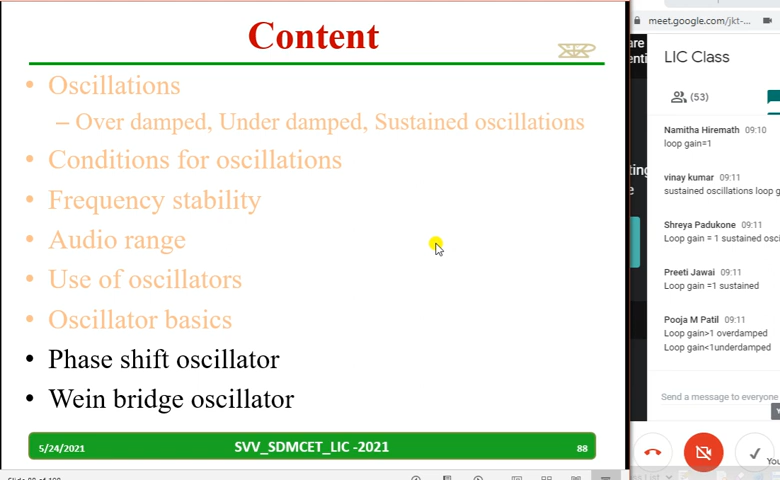 Content
• Oscillations
– Over damped, Under damped, Sustained oscillations
• Conditions for oscillations
• Frequency stability
• Audio range
• Use of oscillators
• Oscillator basics
• Phase shift oscillator
• Wein bridge oscillator
5/24/2021
SVV_SDMCET_LIC -2021
88
meet.google.com/jkt-...
LIC Class
(53)
Namitha Hiremath 09:10
loop gain=1
vinay kumar 09:11
sustained oscillations loop g
Shreya Padukone 09:11
Loop gain = 1 sustained osci
Preeti Jawai 09:11
Loop gain =1 sustained
Pooja M Patil 09:11
Loop gain>1 overdamped
Loop gain<1underdamped
Send a message to everyone
You